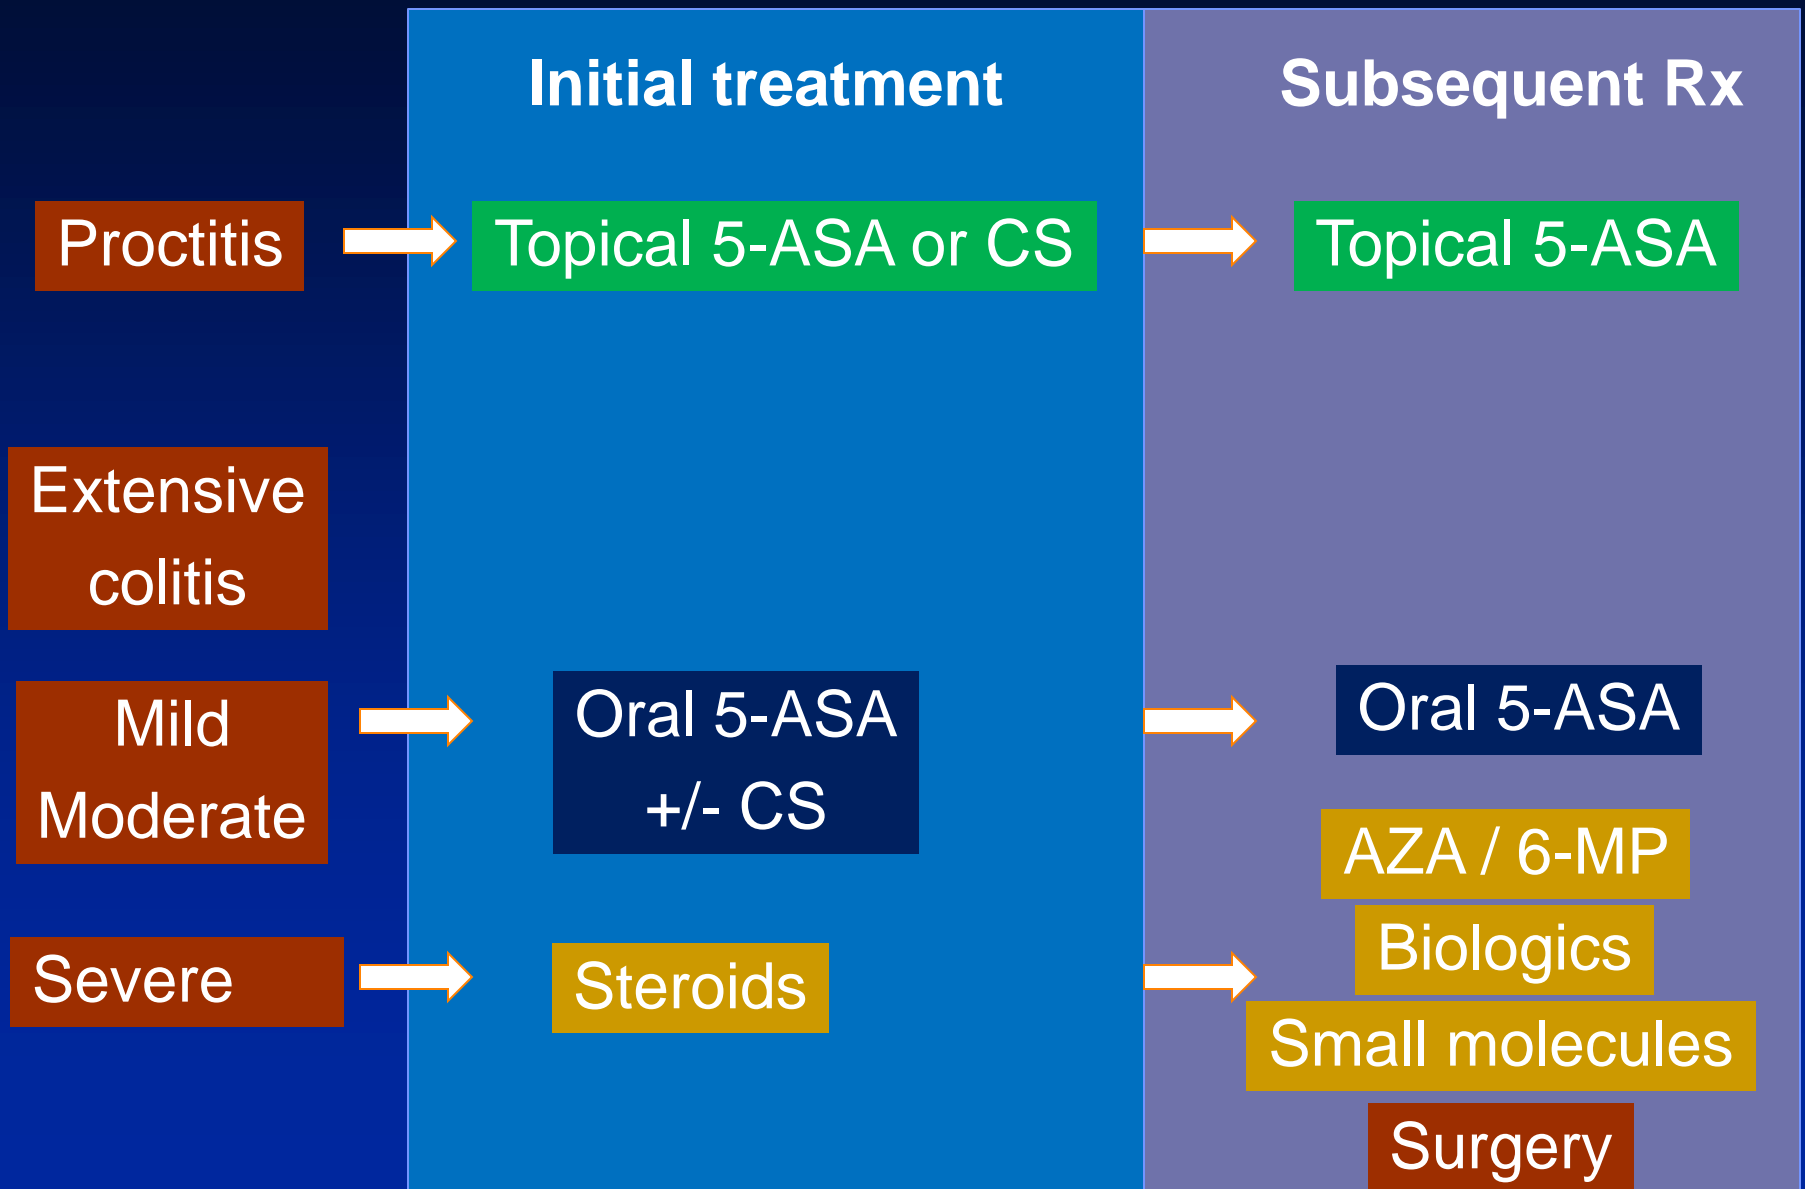 Initial treatment
Subsequent Rx
Proctitis
Topical 5-ASA or CS
Topical 5-ASA
Extensive
colitis
Mild
Moderate
Oral 5-ASA
+/- CS
Oral 5-ASA
AZA / 6-MP
Severe
Steroids
Biologics
Small molecules
Surgery